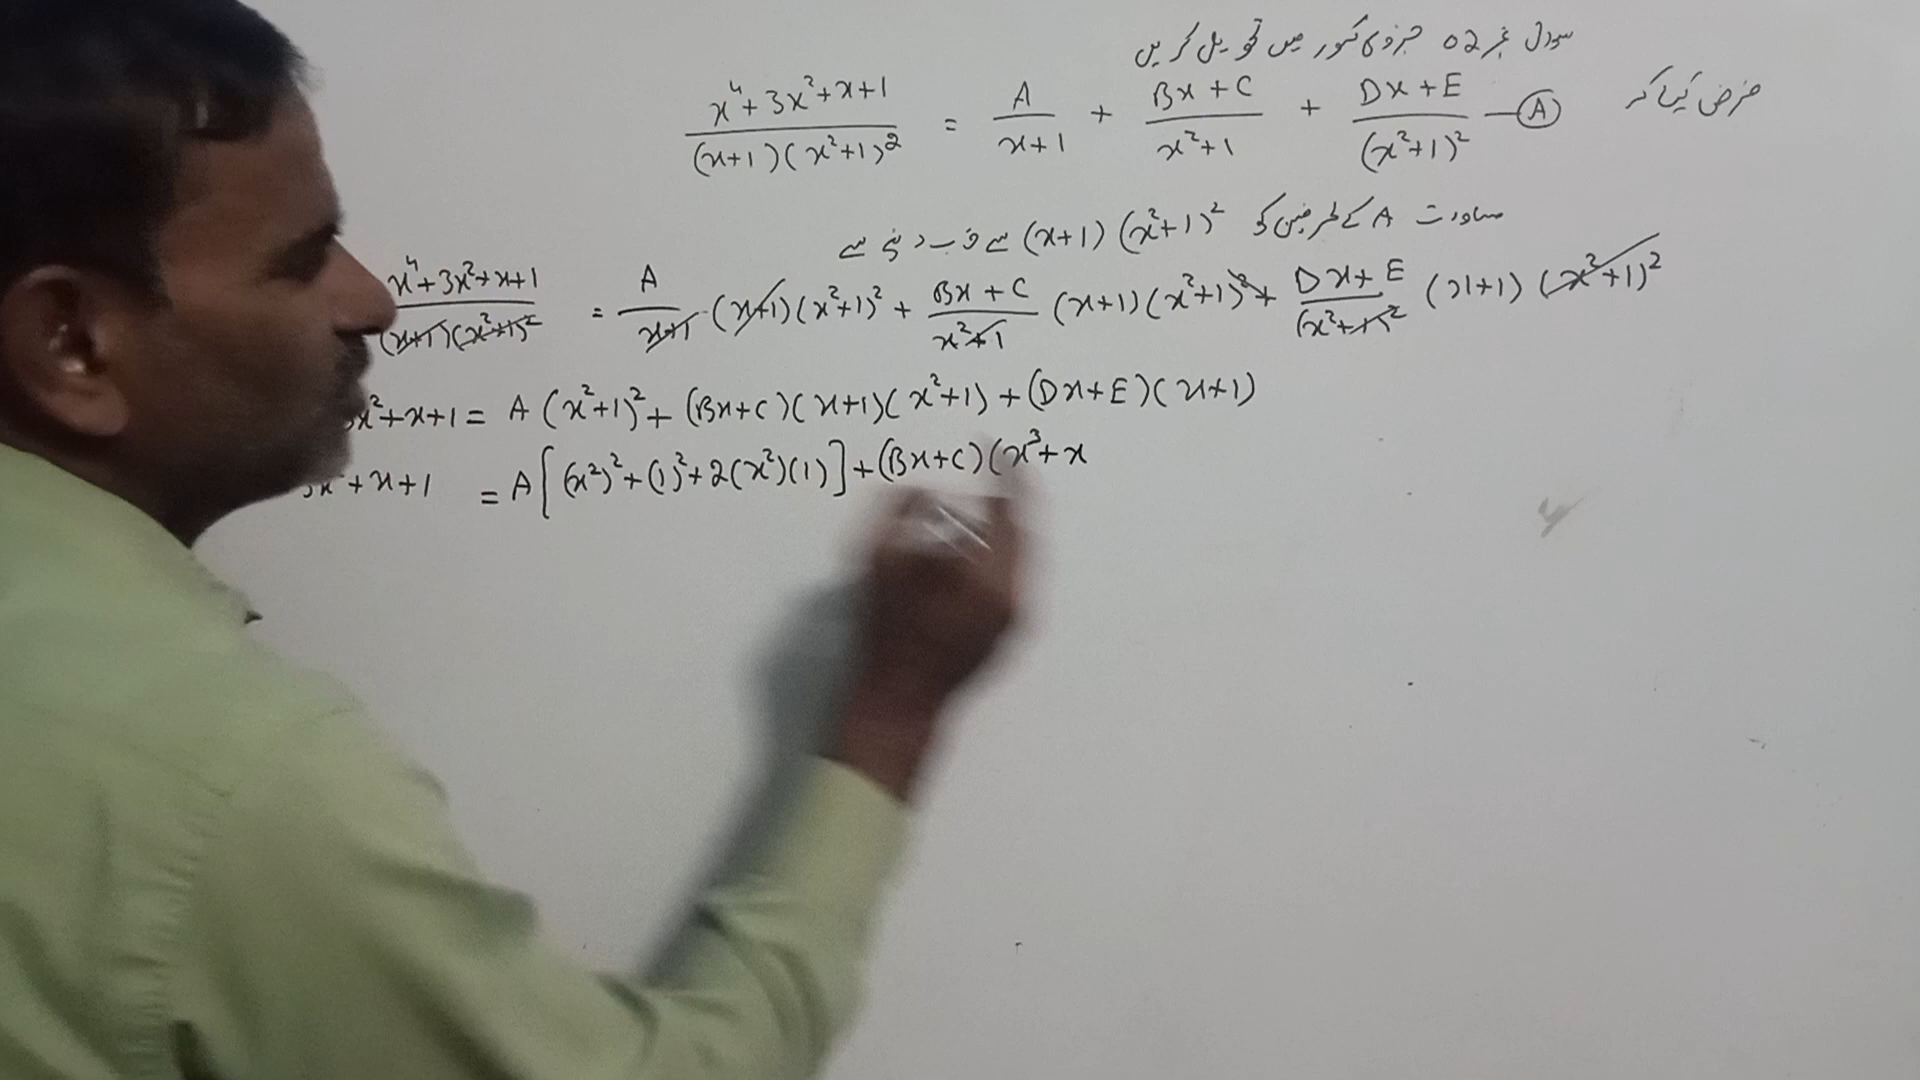 سوال نمبر 02 جزوی کسور میں تحویل کریں
فرض کیا کہ
(x⁴+3x²+x+1)/((x+1)(x²+1)²) = A/(x+1) + (Bx+C)/(x²+1) + (Dx+E)/(x²+1)² —Ⓐ
مساوات A کے طرفین کو (x+1)(x²+1)² سے ضرب دینے سے
(x⁴+3x²+x+1)/((x+1)(x²+1)²) = A/(x+1) (x+1)(x²+1)² + (Bx+C)/(x²+1) (x+1)(x²+1)² + (Dx+E)/(x²+1)² (x+1)(x²+1)²
x²+x+1 = A(x²+1)² + (Bx+C)(x+1)(x²+1) + (Dx+E)(x+1)
+x+1 = A[(x²)²+(1)²+2(x²)(1)]+(Bx+C)(x³+x